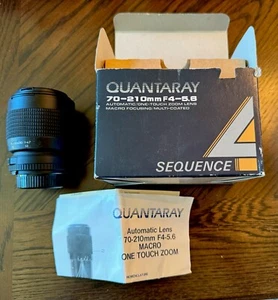 QUANTARAY
70-210mm F4-5.6
AUTOMATIC/ONE-TOUCH ZOOM LENS
MACRO FOCUSING/MULTI-COATED
4
SEQUENCE
QUANTARAY
Automatic Lens
70-210mm F4-5.6
MACRO
ONE TOUCH ZOOM